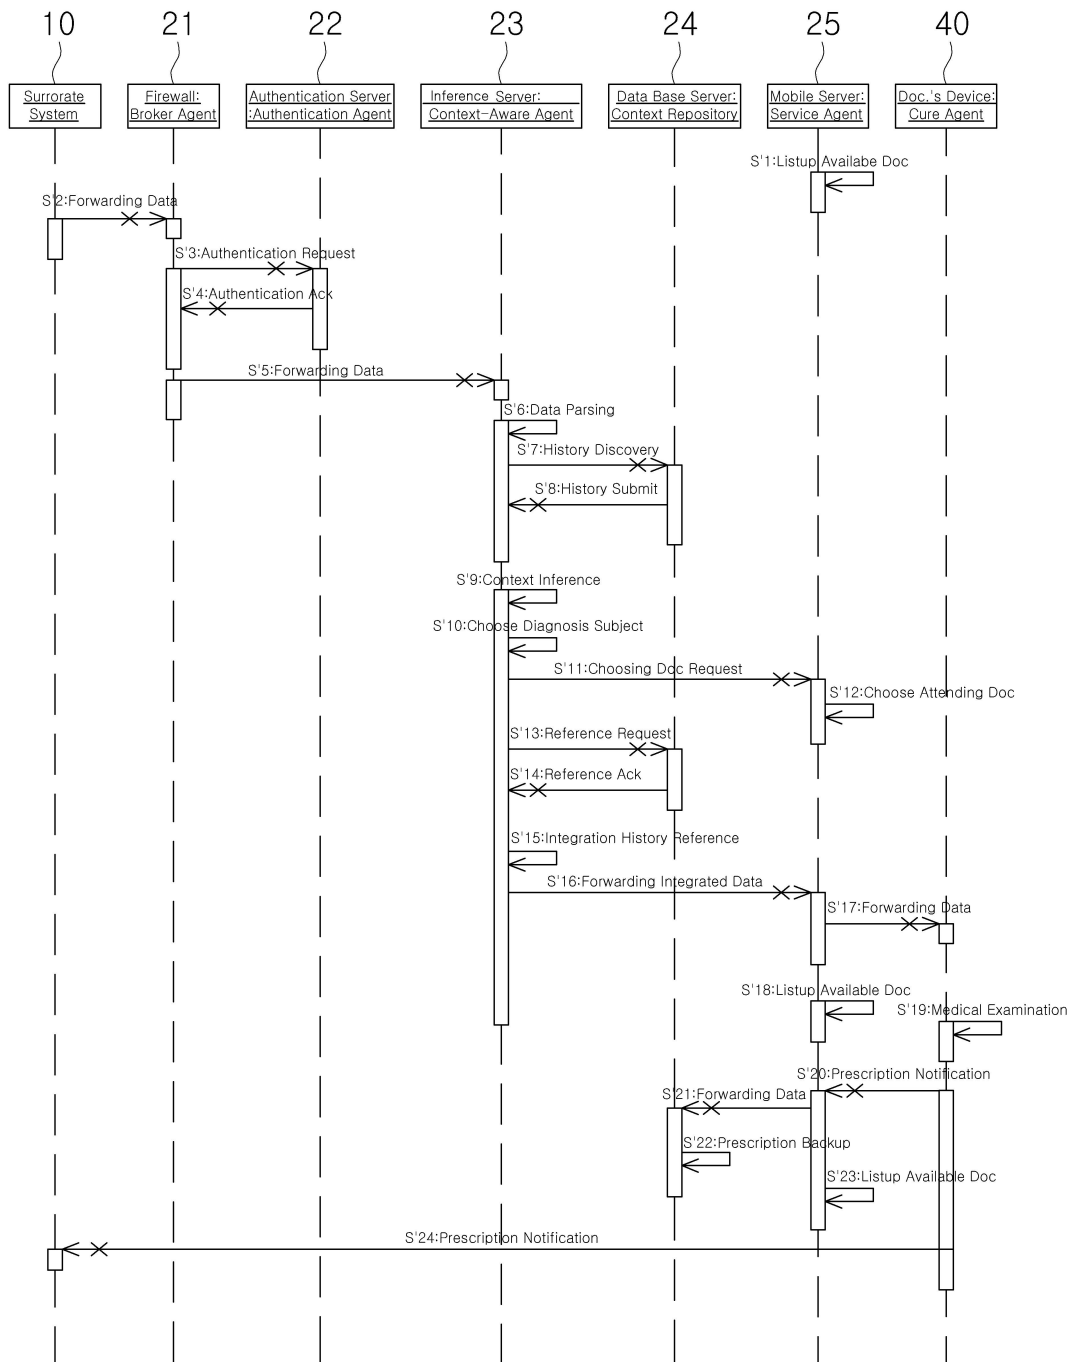 10 21 22 23 24 25 40
Surrorate
System
Firewall:
Broker Agent
Authentication Server
:Authentication Agent
Inference Server:
Context-Aware Agent
Data Base Server:
Context Repository
Mobile Server:
Service Agent
Doc.'s Device:
Cure Agent
S'1:Listup Availabe Doc
S'2:Forwarding Data
S'3:Authentication Request
S'4:Authentication Ack
S'5:Forwarding Data
S'6:Data Parsing
S'7:History Discovery
S'8:History Submit
S'9:Context Inference
S'10:Choose Diagnosis Subject
S'11:Choosing Doc Request
S'12:Choose Attending Doc
S'13:Reference Request
S'14:Reference Ack
S'15:Integration History Reference
S'16:Forwarding Integrated Data
S'17:Forwarding Data
S'18:Listup Available Doc
S'19:Medical Examination
S'20:Prescription Notification
S'21:Forwarding Data
S'22:Prescription Backup
S'23:Listup Available Doc
S'24:Prescription Notification